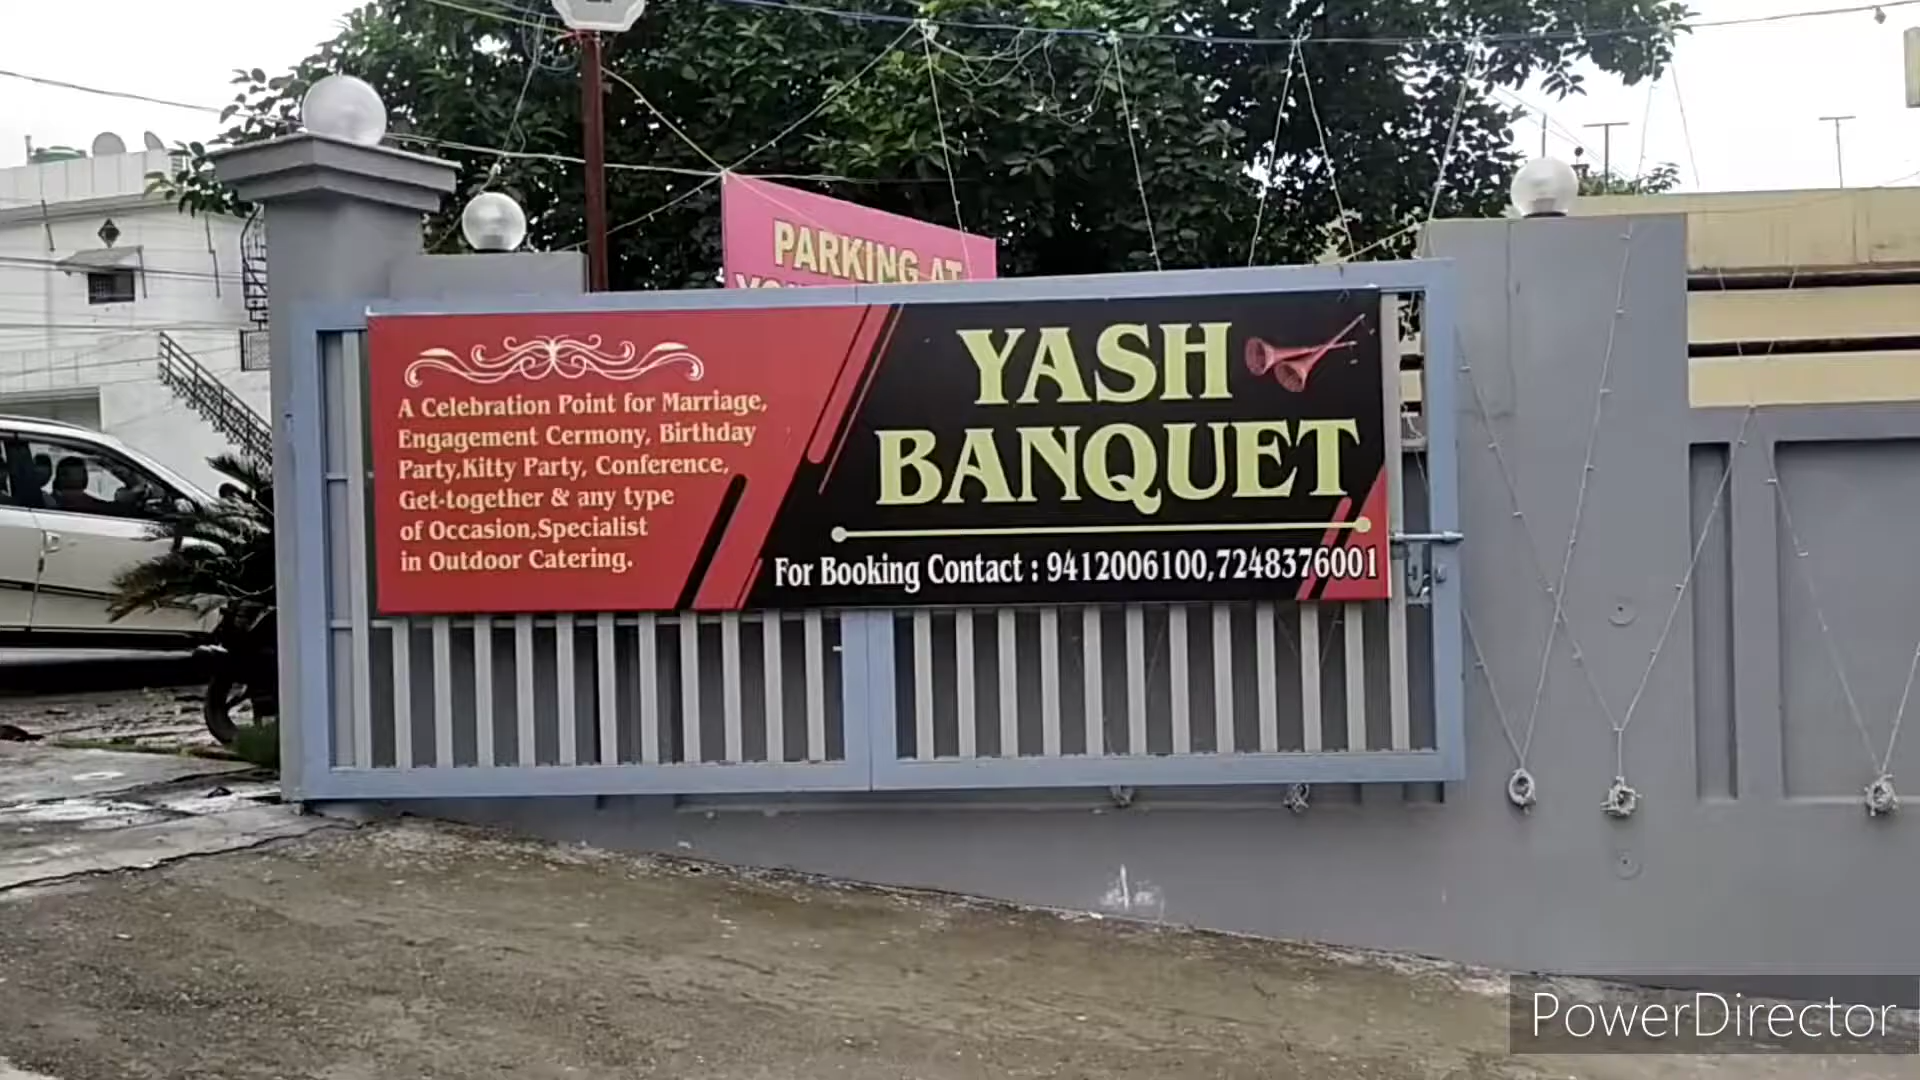 PARKING AT
A Celebration Point for Marriage,
Engagement Cermony, Birthday
Party,Kitty Party, Conference,
Get-together & any type
of Occasion,Specialist
in Outdoor Catering.
YASH
BANQUET
For Booking Contact : 9412006100,7248376001
PowerDirector